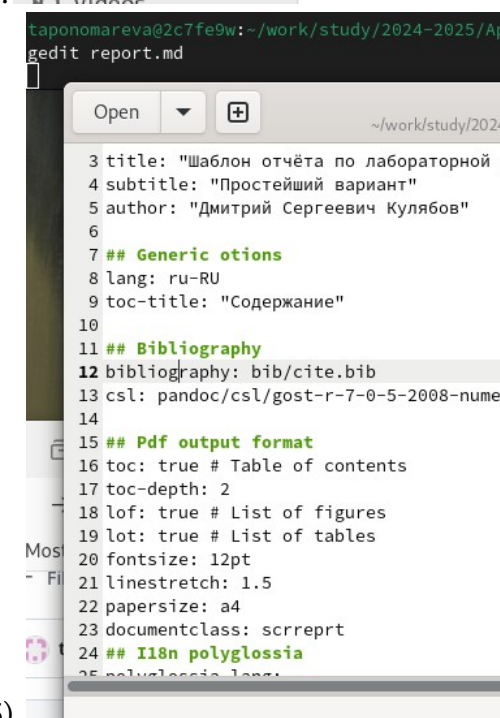 taponomareva@2c7fe9w:~/work/study/2024-2025/
gedit report.md
Open
~/work/study/202
3 title: "Шаблон отчёта по лабораторной
4 subtitle: "Простейший вариант"
5 author: "Дмитрий Сергеевич Кулябов"
6
7 ## Generic otions
8 lang: ru-RU
9 toc-title: "Содержание"
10
11 ## Bibliography
12 bibliography: bib/cite.bib
13 csl: pandoc/csl/gost-r-7-0-5-2008-nume
14
15 ## Pdf output format
16 toc: true # Table of contents
17 toc-depth: 2
18 lof: true # List of figures
19 lot: true # List of tables
20 fontsize: 12pt
21 linestretch: 1.5
22 papersize: a4
23 documentclass: scrreprt
24 ## I18n polyglossia
25 polyglossia-lang: